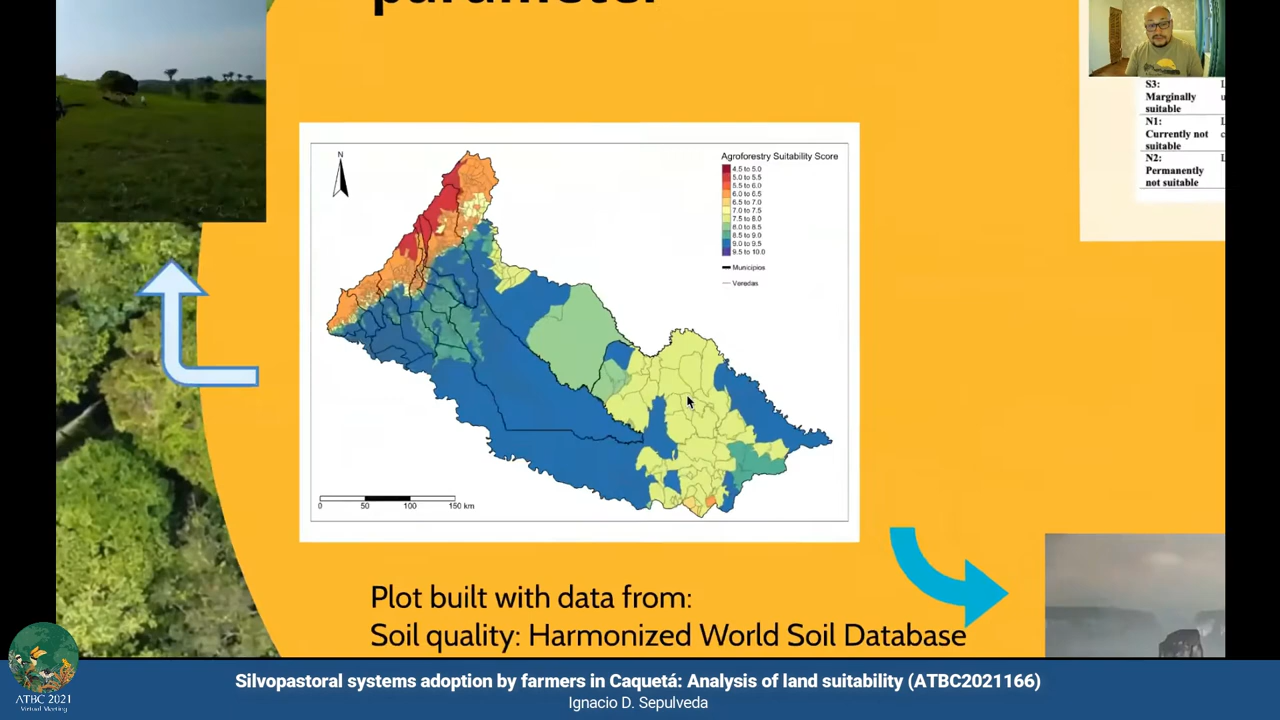 parameter
S3:
Marginally
suitable
N1:
Currently not
suitable
N2:
Permanently
not suitable
N
Agroforestry Suitability Score
4.5 to 5.0
5.0 to 5.5
5.5 to 6.0
6.0 to 6.5
6.5 to 7.0
7.0 to 7.5
7.5 to 8.0
8.0 to 8.5
8.5 to 9.0
9.0 to 9.5
9.5 to 10.0
Municipios
Veredas
0 50 100 150 km
Plot built with data from:
Soil quality: Harmonized World Soil Database
ATBC 2021
Virtual Meeting
Silvopastoral systems adoption by farmers in Caquetá: Analysis of land suitability (ATBC2021166)
Ignacio D. Sepulveda